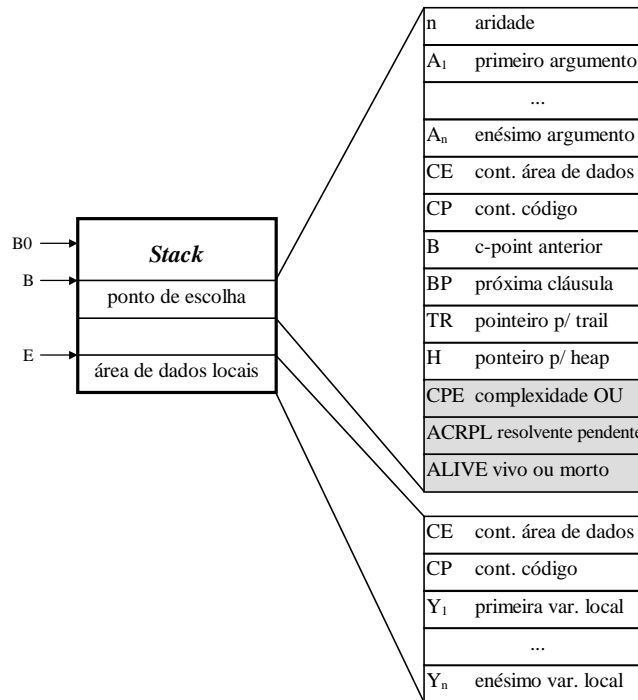 B0
B
E
Stack
ponto de escolha
área de dados locais
n aridade
A1 primeiro argumento
...
An enésimo argumento
CE cont. área de dados
CP cont. código
B c-point anterior
BP próxima cláusula
TR pointeiro p/ trail
H ponteiro p/ heap
CPE complexidade OU
ACRPL resolvente pendente
ALIVE vivo ou morto
CE cont. área de dados
CP cont. código
Y1 primeira var. local
...
Yn enésimo var. local